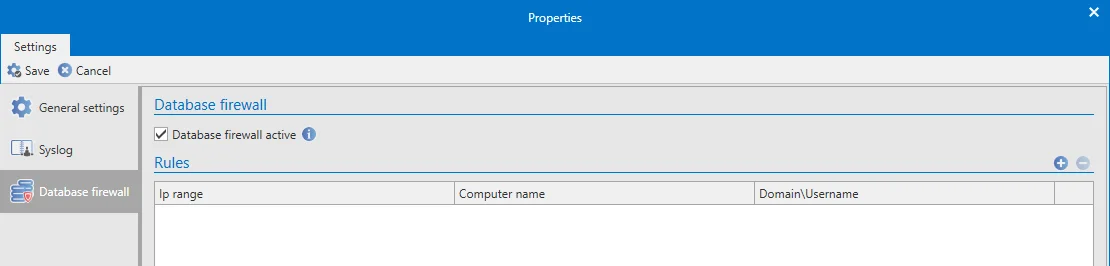 Properties
Settings
Save Cancel
General settings
Syslog
Database firewall
Database firewall
Database firewall active
Rules
Ip range Computer name Domain\Username